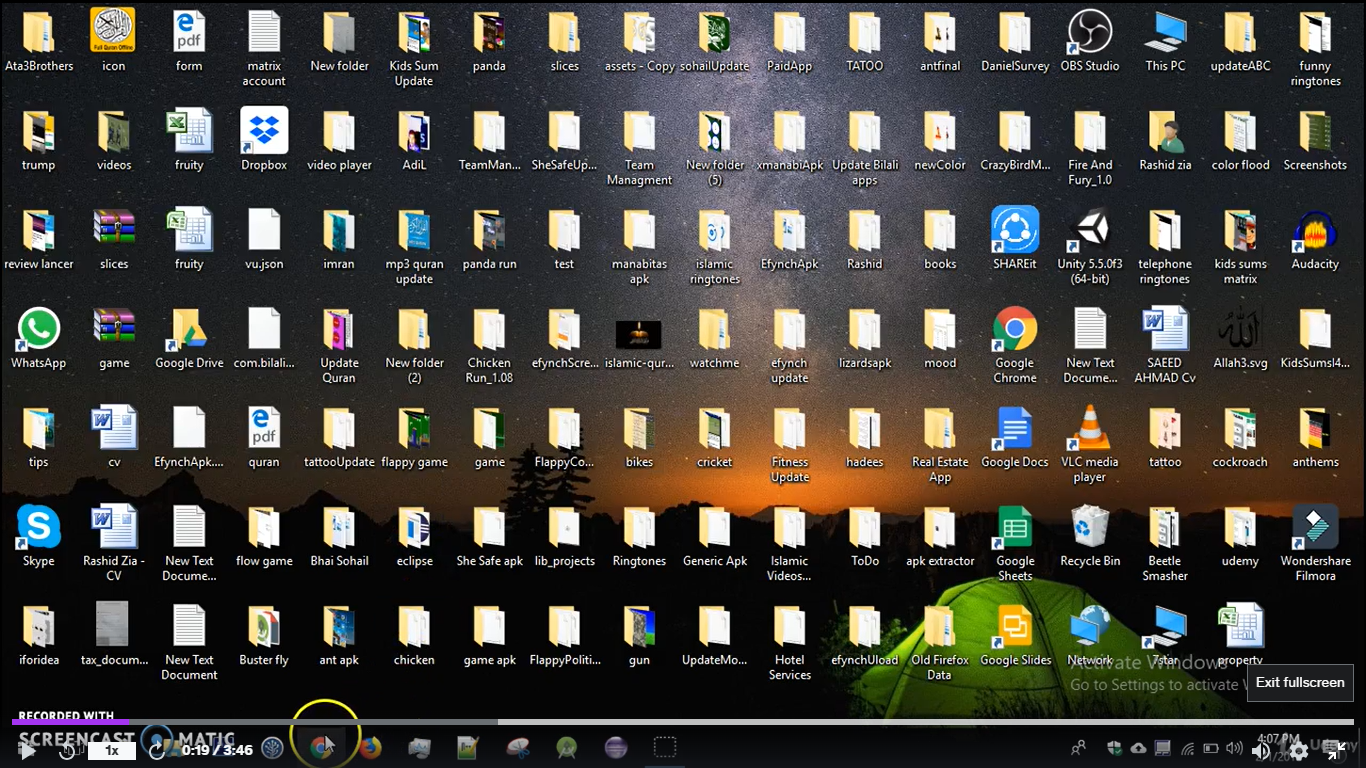 Ata3Brothers
icon
form
matrix
account
New folder
Kids Sum
Update
panda
slices
assets - Copy
sohailUpdate
PaidApp
TATOO
antfinal
DanielSurvey
OBS Studio
This PC
updateABC
funny
ringtones
trump
videos
fruity
Dropbox
video player
AdiL
TeamMan...
SheSafeUp...
Team
Managment
New folder
(5)
xmanabiApk
Update Bilali
apps
newColor
CrazyBirdM...
Fire And
Fury_1.0
Rashid zia
color flood
Screenshots
review lancer
slices
fruity
vu.json
imran
mp3 quran
update
panda run
test
manabitas
apk
islamic
ringtones
EfynchApk
Rashid
books
SHAREit
Unity 5.5.0f3
(64-bit)
telephone
ringtones
kids sums
matrix
Audacity
WhatsApp
game
Google Drive
com.bilali...
Update
Quran
New folder
(2)
Chicken
Run_1.08
efynchScre...
islamic-qur...
watchme
efynch
update
lizardsapk
mood
Google
Chrome
New Text
Docume...
SAEED
AHMAD Cv
Allah3.svg
KidsSumsI4...
tips
cv
EfynchApk....
quran
tattooUpdate
flappy game
game
FlappyCo...
bikes
cricket
Fitness
Update
hadees
Real Estate
App
Google Docs
VLC media
player
tattoo
cockroach
anthems
Skype
Rashid Zia -
CV
New Text
Docume...
flow game
Bhai Sohail
eclipse
She Safe apk
lib_projects
Ringtones
Generic Apk
Islamic
Videos...
ToDo
apk extractor
Google
Sheets
Recycle Bin
Beetle
Smasher
udemy
Wondershare
Filmora
iforidea
tax_docum...
New Text
Document
Buster fly
ant apk
chicken
game apk
FlappyPoliti...
gun
UpdateMo...
Hotel
Services
efynchUload
Old Firefox
Data
Google Slides
Network
7star
property
Activate Windows
Go to Settings to activate
Exit fullscreen
RECORDED WITH
SCREENCAST MATIC
1x
0:19 / 3:46
4:07 PM